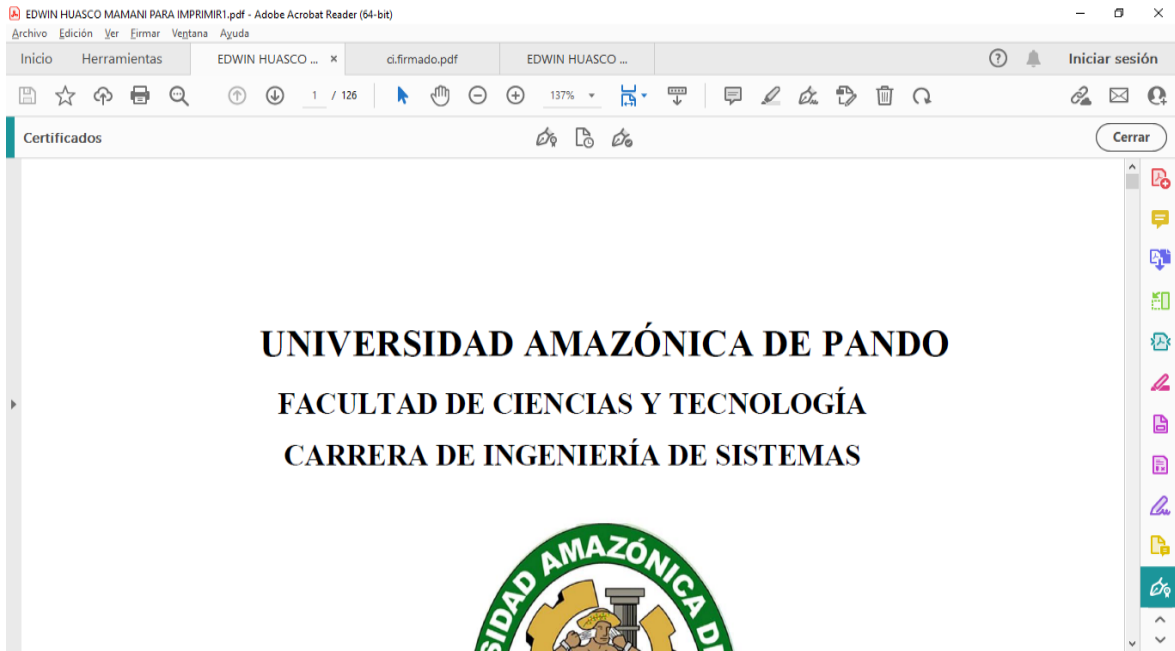 EDWIN HUASCO MAMANI PARA IMPRIMIR1.pdf - Adobe Acrobat Reader (64-bit)
Archivo Edición Ver Firmar Ventana Ayuda
Inicio Herramientas EDWIN HUASCO ... × ci.firmado.pdf EDWIN HUASCO ... Iniciar sesión
1 / 126 137%
Certificados Cerrar
UNIVERSIDAD AMAZÓNICA DE PANDO
FACULTAD DE CIENCIAS Y TECNOLOGÍA
CARRERA DE INGENIERÍA DE SISTEMAS
SIDAD AMAZÓNICA DE